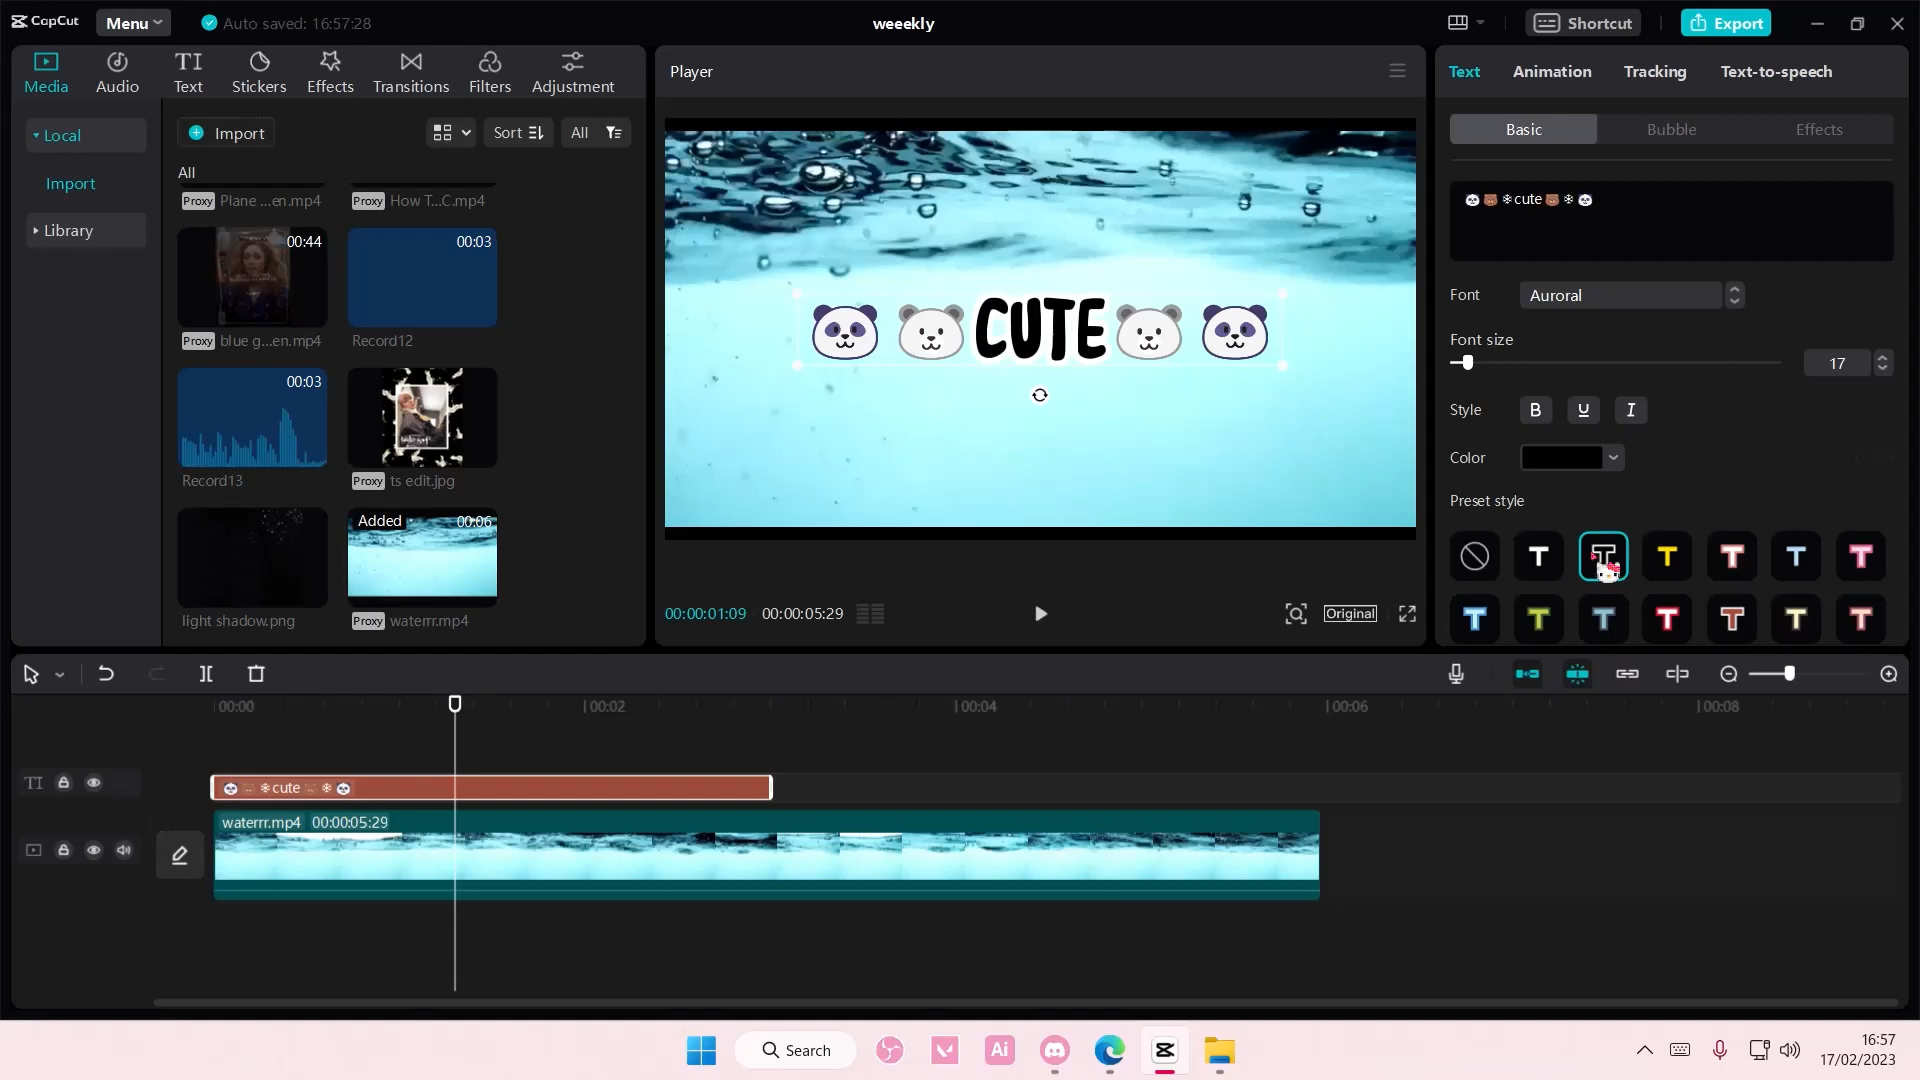 CapCut
Menu
Auto saved: 16:57:28
weeekly
Shortcut
Export
Media
Audio
TI
Text
Stickers
Effects
Transitions
Filters
Adjustment
Local
Import
Library
Import
Sort
All
All
Proxy Plane ...en.mp4
Proxy How T...C.mp4
00:44
00:03
Proxy blue g...en.mp4
Record12
00:03
Record13
Proxy ts edit.jpg
Added
00:06
light shadow.png
Proxy waterrr.mp4
Player
CUTE
00:00:01:09
00:00:05:29
Original
Text
Animation
Tracking
Text-to-speech
Basic
Bubble
Effects
🐼🐻❄cute🐻❄🐼
Font
Auroral
Font size
17
Style
B
U
I
Color
Preset style
T T T T T T
T T T T T T T
00:00
00:02
00:04
00:06
00:08
TI
🐼🐻❄cute🐻❄🐼
waterrr.mp4 00:00:05:29
Search
Ai
16:57
17/02/2023